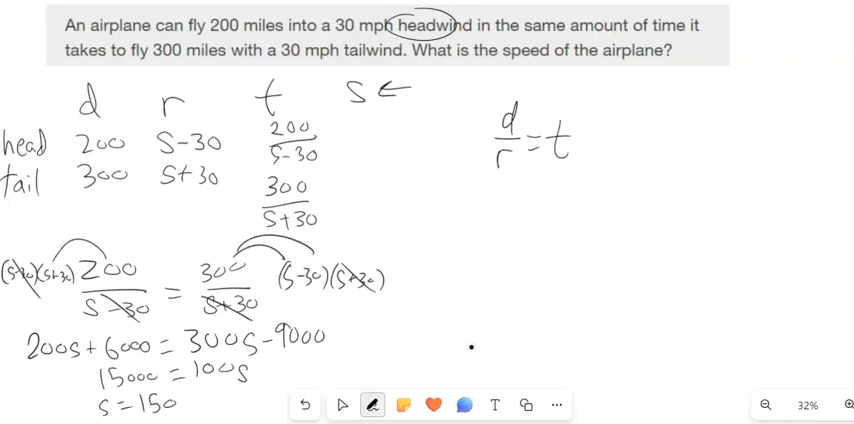 An airplane can fly 200 miles into a 30 mph headwind in the same amount of time it
takes to fly 300 miles with a 30 mph tailwind. What is the speed of the airplane?
d r t s ←
head 200 s-30 200/s-30
tail 300 s+30 300/s+30
d/r = t
(s-30)(s+30) 200/s-30 = 300/s+30 (s-30)(s+30)
200s + 6000 = 300s - 9000
15000 = 100s
s = 150
T
32%